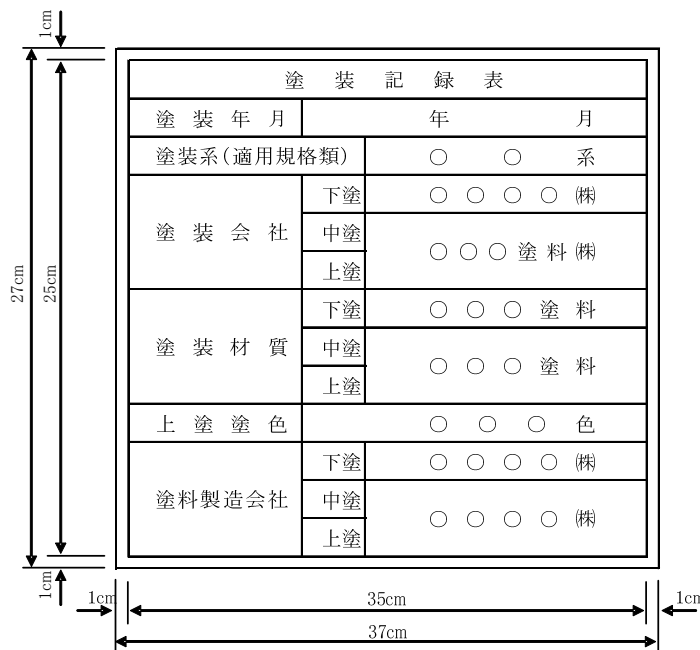 1cm
27cm
25cm
塗装記録表
塗装年月 年 月
塗装系(適用規格類) ○ ○ 系
塗装会社 下塗 ○○○○㈱
中塗
上塗 ○○○塗料㈱
塗装材質 下塗 ○○○塗料
中塗
上塗 ○○○塗料
上塗塗色 ○○○色
塗料製造会社 下塗 ○○○○㈱
中塗
上塗 ○○○○㈱
1cm
1cm 35cm 1cm
37cm